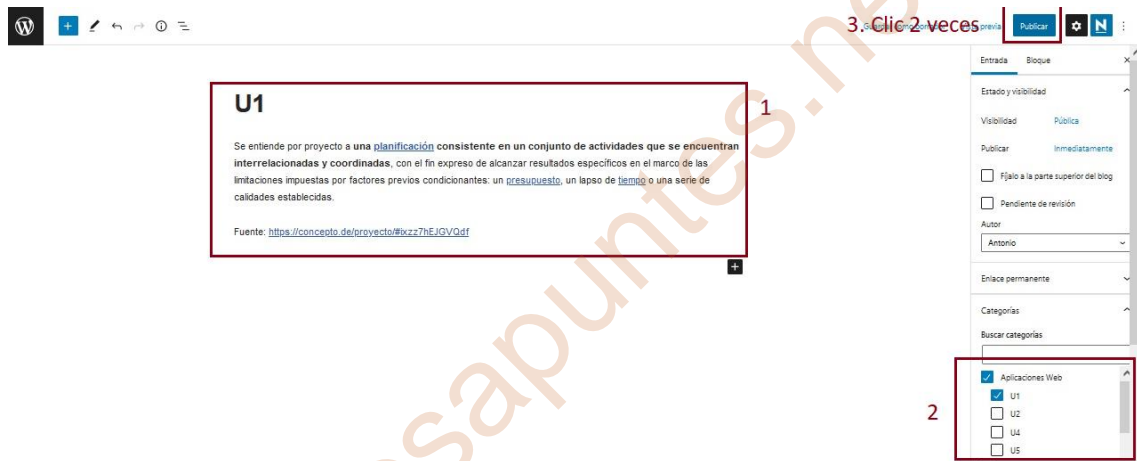 3. Clic 2 veces
Publicar
Entrada Bloque
Estado y visibilidad
Visibilidad Pública
Publicar Inmediatamente
Fíjalo a la parte superior del blog
Pendiente de revisión
Autor
Antonio
Enlace permanente
Categorías
Buscar categorías
Aplicaciones Web
U1
U2
U4
U5
2
U1
1
Se entiende por proyecto a una planificación consistente en un conjunto de actividades que se encuentran
interrelacionadas y coordinadas, con el fin expreso de alcanzar resultados específicos en el marco de las
limitaciones impuestas por factores previos condicionantes: un presupuesto, un lapso de tiempo o una serie de
calidades establecidas.
Fuente: https://concepto.de/proyecto/#ixzz7hEJGVQdf